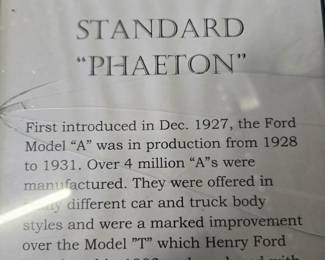 STANDARD
“PHAETON”
First introduced in Dec. 1927, the Ford
Model “A” was in production from 1928
to 1931. Over 4 million “A”s were
manufactured. They were offered in
different car and truck body
styles and were a marked improvement
over the Model "T" which Henry Ford